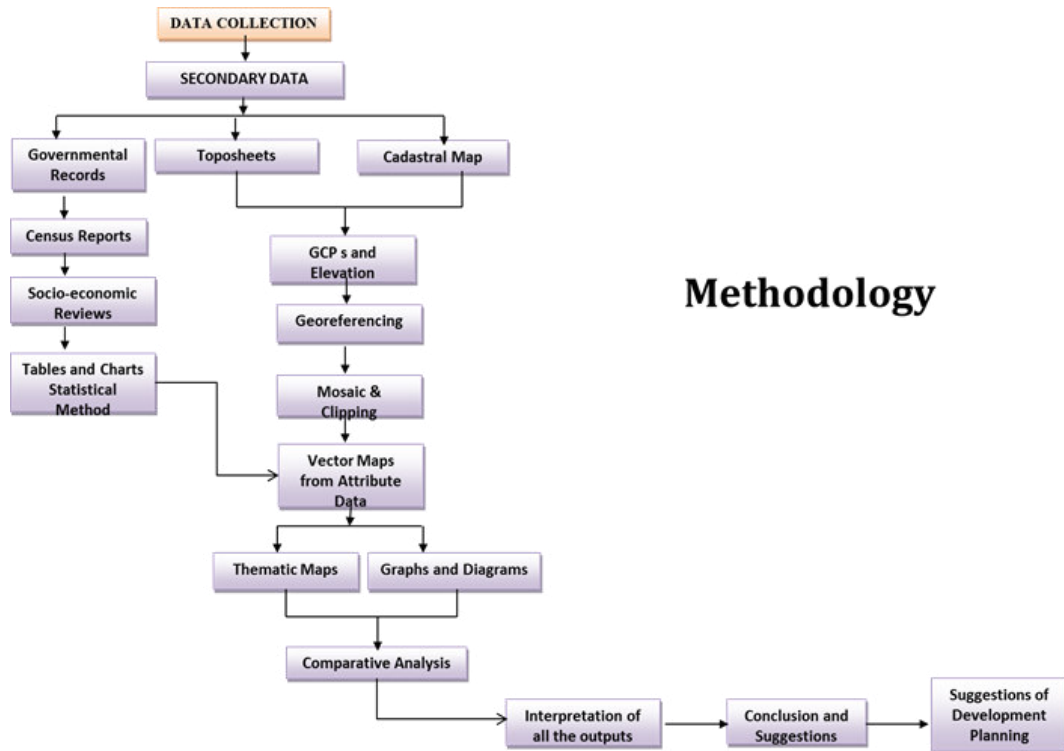 DATA COLLECTION
SECONDARY DATA
Governmental
Records
Toposheets
Cadastral Map
Census Reports
GCP s and
Elevation
Socio-economic
Reviews
Methodology
Georeferencing
Tables and Charts
Statistical
Method
Mosaic &
Clipping
Vector Maps
from Attribute
Data
Thematic Maps
Graphs and Diagrams
Comparative Analysis
Interpretation of
all the outputs
Conclusion and
Suggestions
Suggestions of
Development
Planning